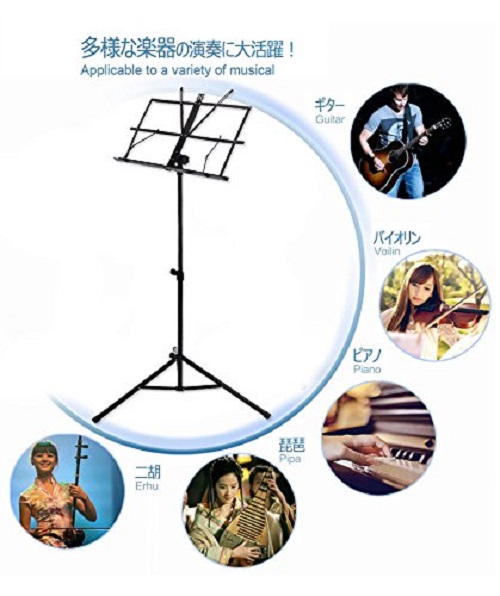 多様な楽器の演奏に大活躍！
Applicable to a variety of musical
ギター
Guitar
バイオリン
Voilin
ピアノ
Piano
琵琶
Pipa
二胡
Erhu